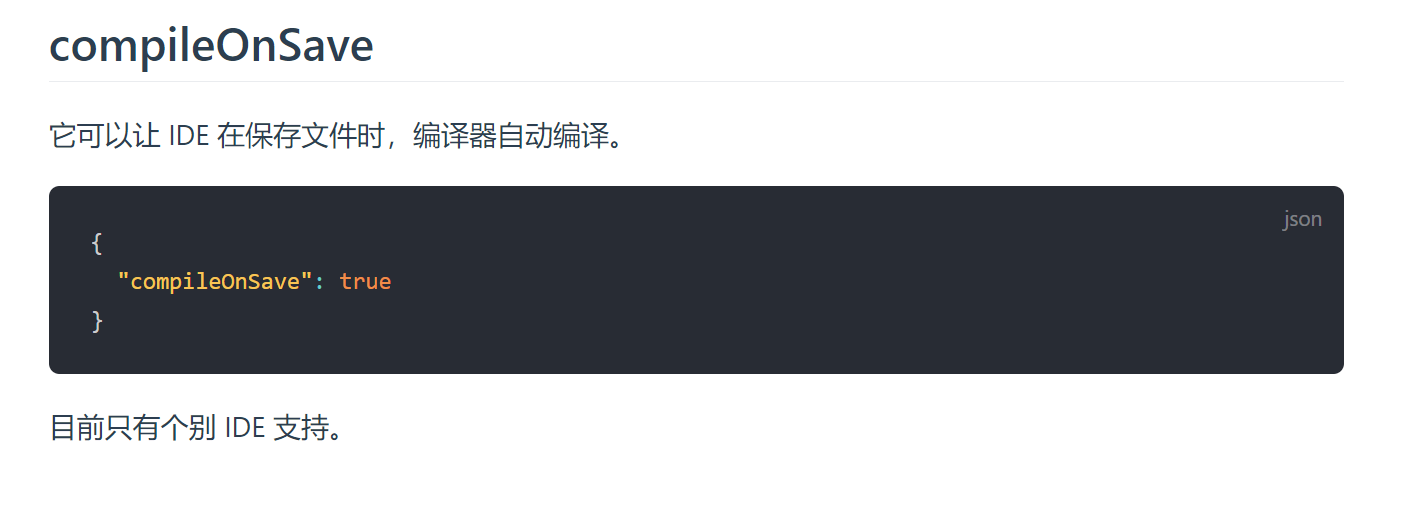 compileOnSave
它可以让 IDE 在保存文件时，编译器自动编译。
json
{
  "compileOnSave": true
}
目前只有个别 IDE 支持。